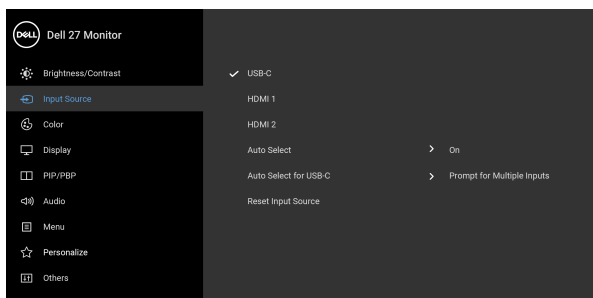 DELL Dell 27 Monitor
Brightness/Contrast USB-C
Input Source HDMI 1
Color HDMI 2
Display Auto Select On
PIP/PBP Auto Select for USB-C Prompt for Multiple Inputs
Audio Reset Input Source
Menu
Personalize
Others